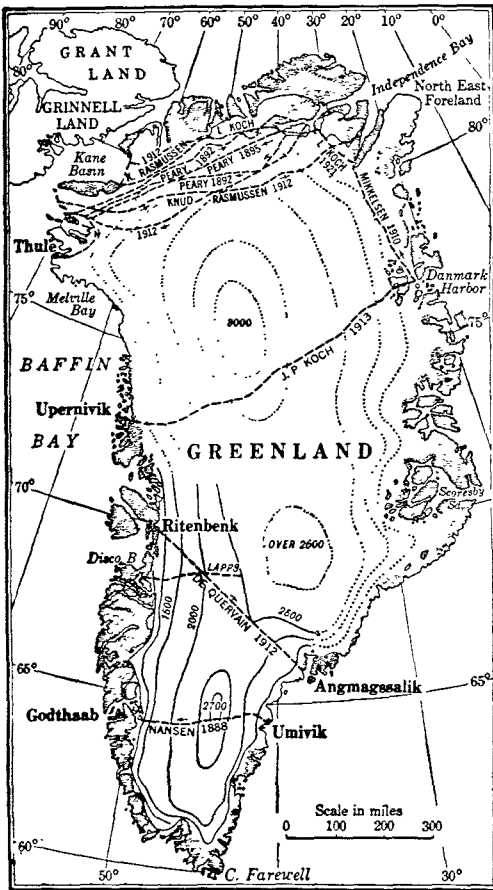 90° 80° 70° 60° 50° 40° 30° 20° 10° 0°
GRANT
LAND
Independence Bay
North East
Foreland
80°
GRINNELL
LAND
80°
Kane
Basin
L. KOCH
RASMUSSEN
PEARY
PEARY 1895
PEARY 1892
KNUD RASMUSSEN 1912
KOCH
MIKKELSEN 1910
1912
Thule
Danmark
Harbor
75°
Melville
Bay
75°
3000
J.P. KOCH 1913
BAFFIN
Upernivik
BAY
GREENLAND
70°
Scoresby
Sd.
Ritenbenk
OVER 2600
Disco B
LAPPS
DE QUERVAIN 1912
1500
2000
2500
65°
Angmagssalik
65°
Godthaab
2700
NANSEN 1888
Umivik
Scale in miles
0 100 200 300
60°
50°
C. Farewell
30°